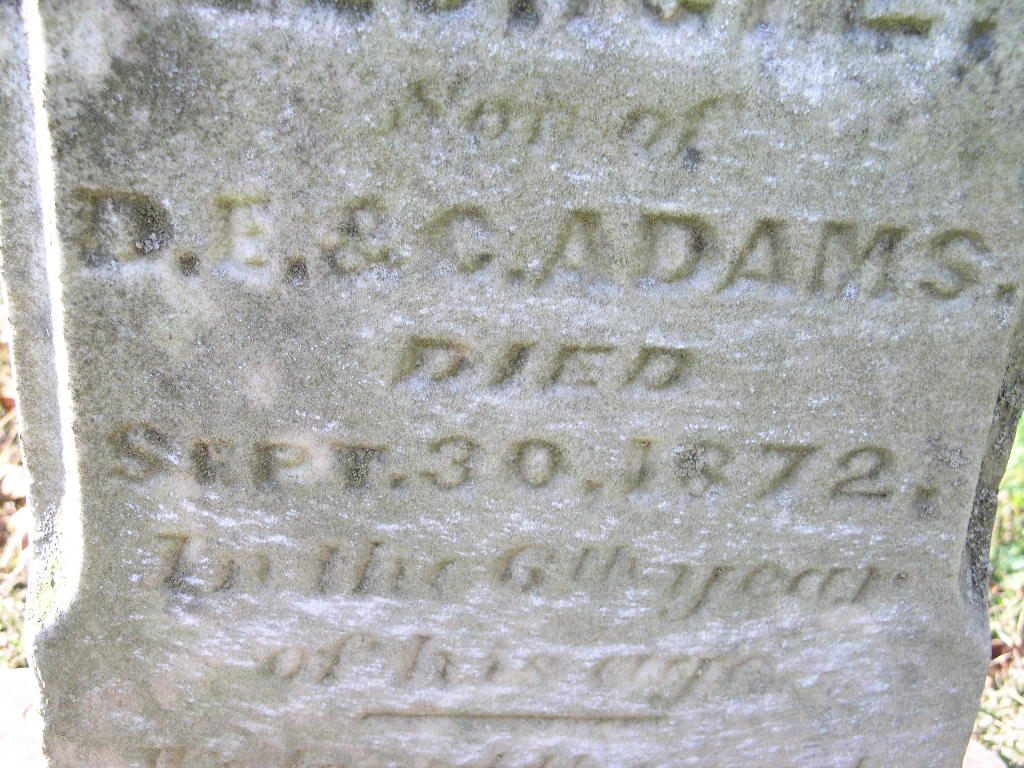 Son of
D. E. & C. ADAMS.
DIED
SEPT. 30, 1872.
In the 6th year
of his age